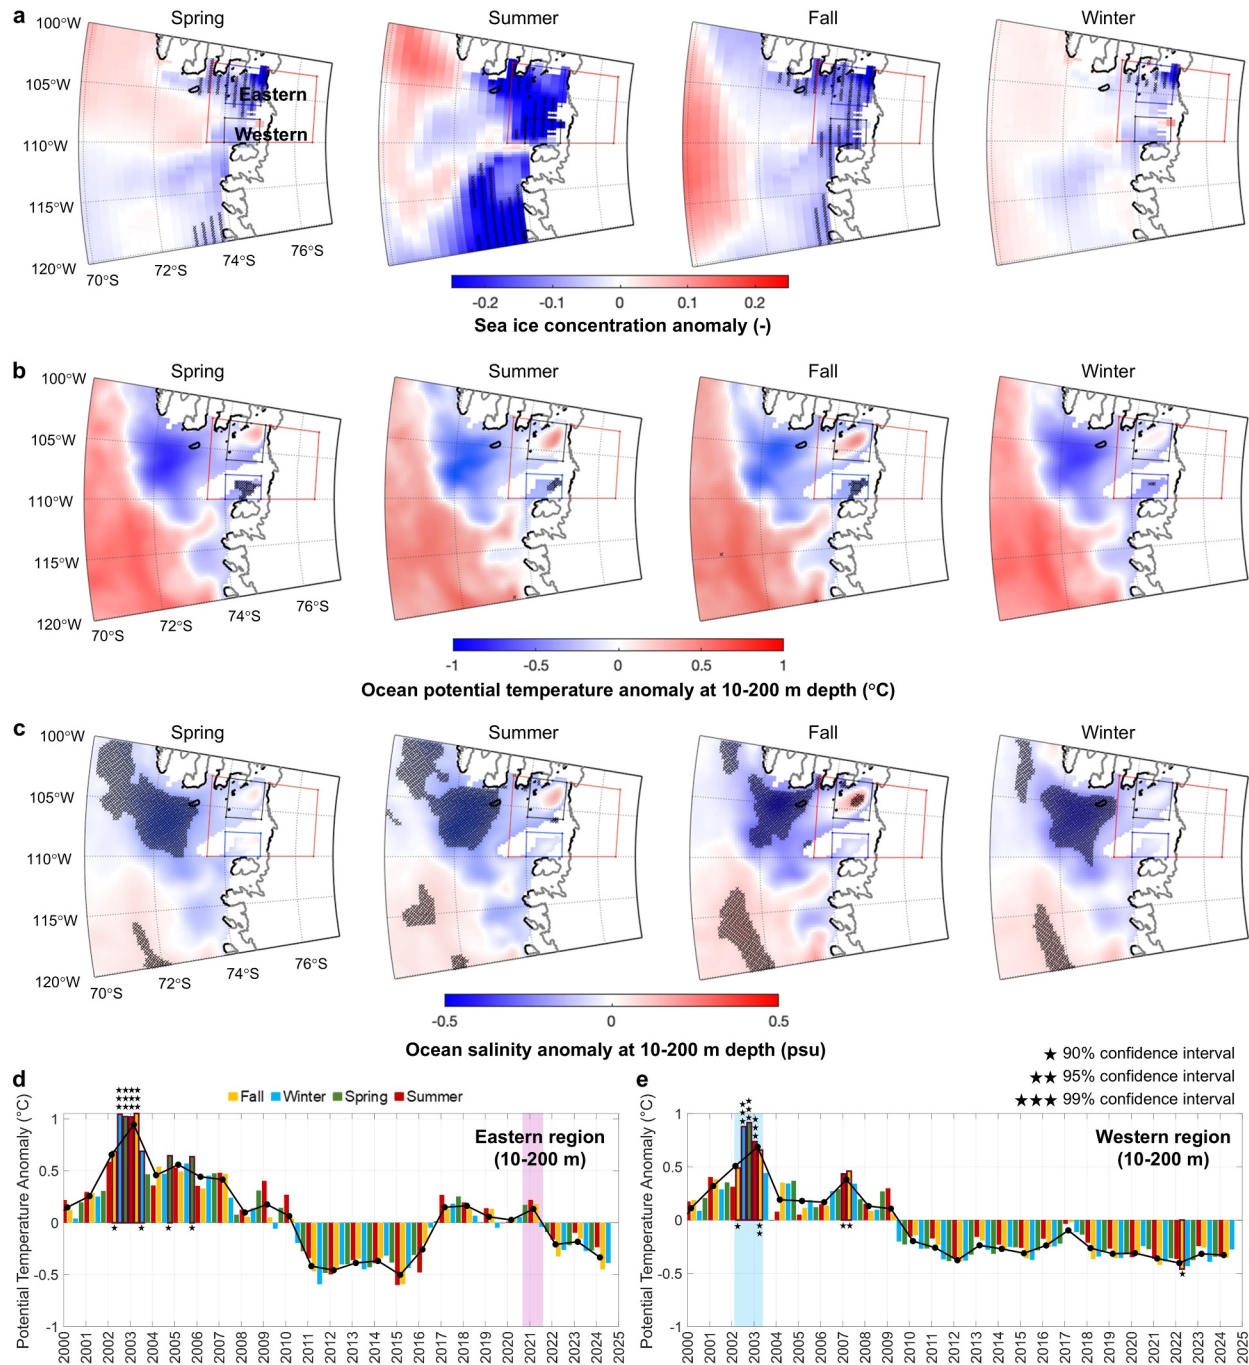 a
Spring
Summer
Fall
Winter
100°W
105°W
110°W
115°W
120°W
70°S
72°S
74°S
76°S
Eastern
Western
-0.2
-0.1
0
0.1
0.2
Sea ice concentration anomaly (-)
b
Spring
Summer
Fall
Winter
100°W
105°W
110°W
115°W
120°W
70°S
72°S
74°S
76°S
-1
-0.5
0
0.5
1
Ocean potential temperature anomaly at 10-200 m depth (°C)
c
Spring
Summer
Fall
Winter
100°W
105°W
110°W
115°W
120°W
70°S
72°S
74°S
76°S
-0.5
0
0.5
Ocean salinity anomaly at 10-200 m depth (psu)
★ 90% confidence interval
★★ 95% confidence interval
★★★ 99% confidence interval
d
Fall Winter Spring Summer
Potential Temperature Anomaly (°C)
1
0.5
0
-0.5
-1
Eastern region
(10-200 m)
2000 2001 2002 2003 2004 2005 2006 2007 2008 2009 2010 2011 2012 2013 2014 2015 2016 2017 2018 2019 2020 2021 2022 2023 2024 2025
e
Potential Temperature Anomaly (°C)
1
0.5
0
-0.5
-1
Western region
(10-200 m)
2000 2001 2002 2003 2004 2005 2006 2007 2008 2009 2010 2011 2012 2013 2014 2015 2016 2017 2018 2019 2020 2021 2022 2023 2024 2025